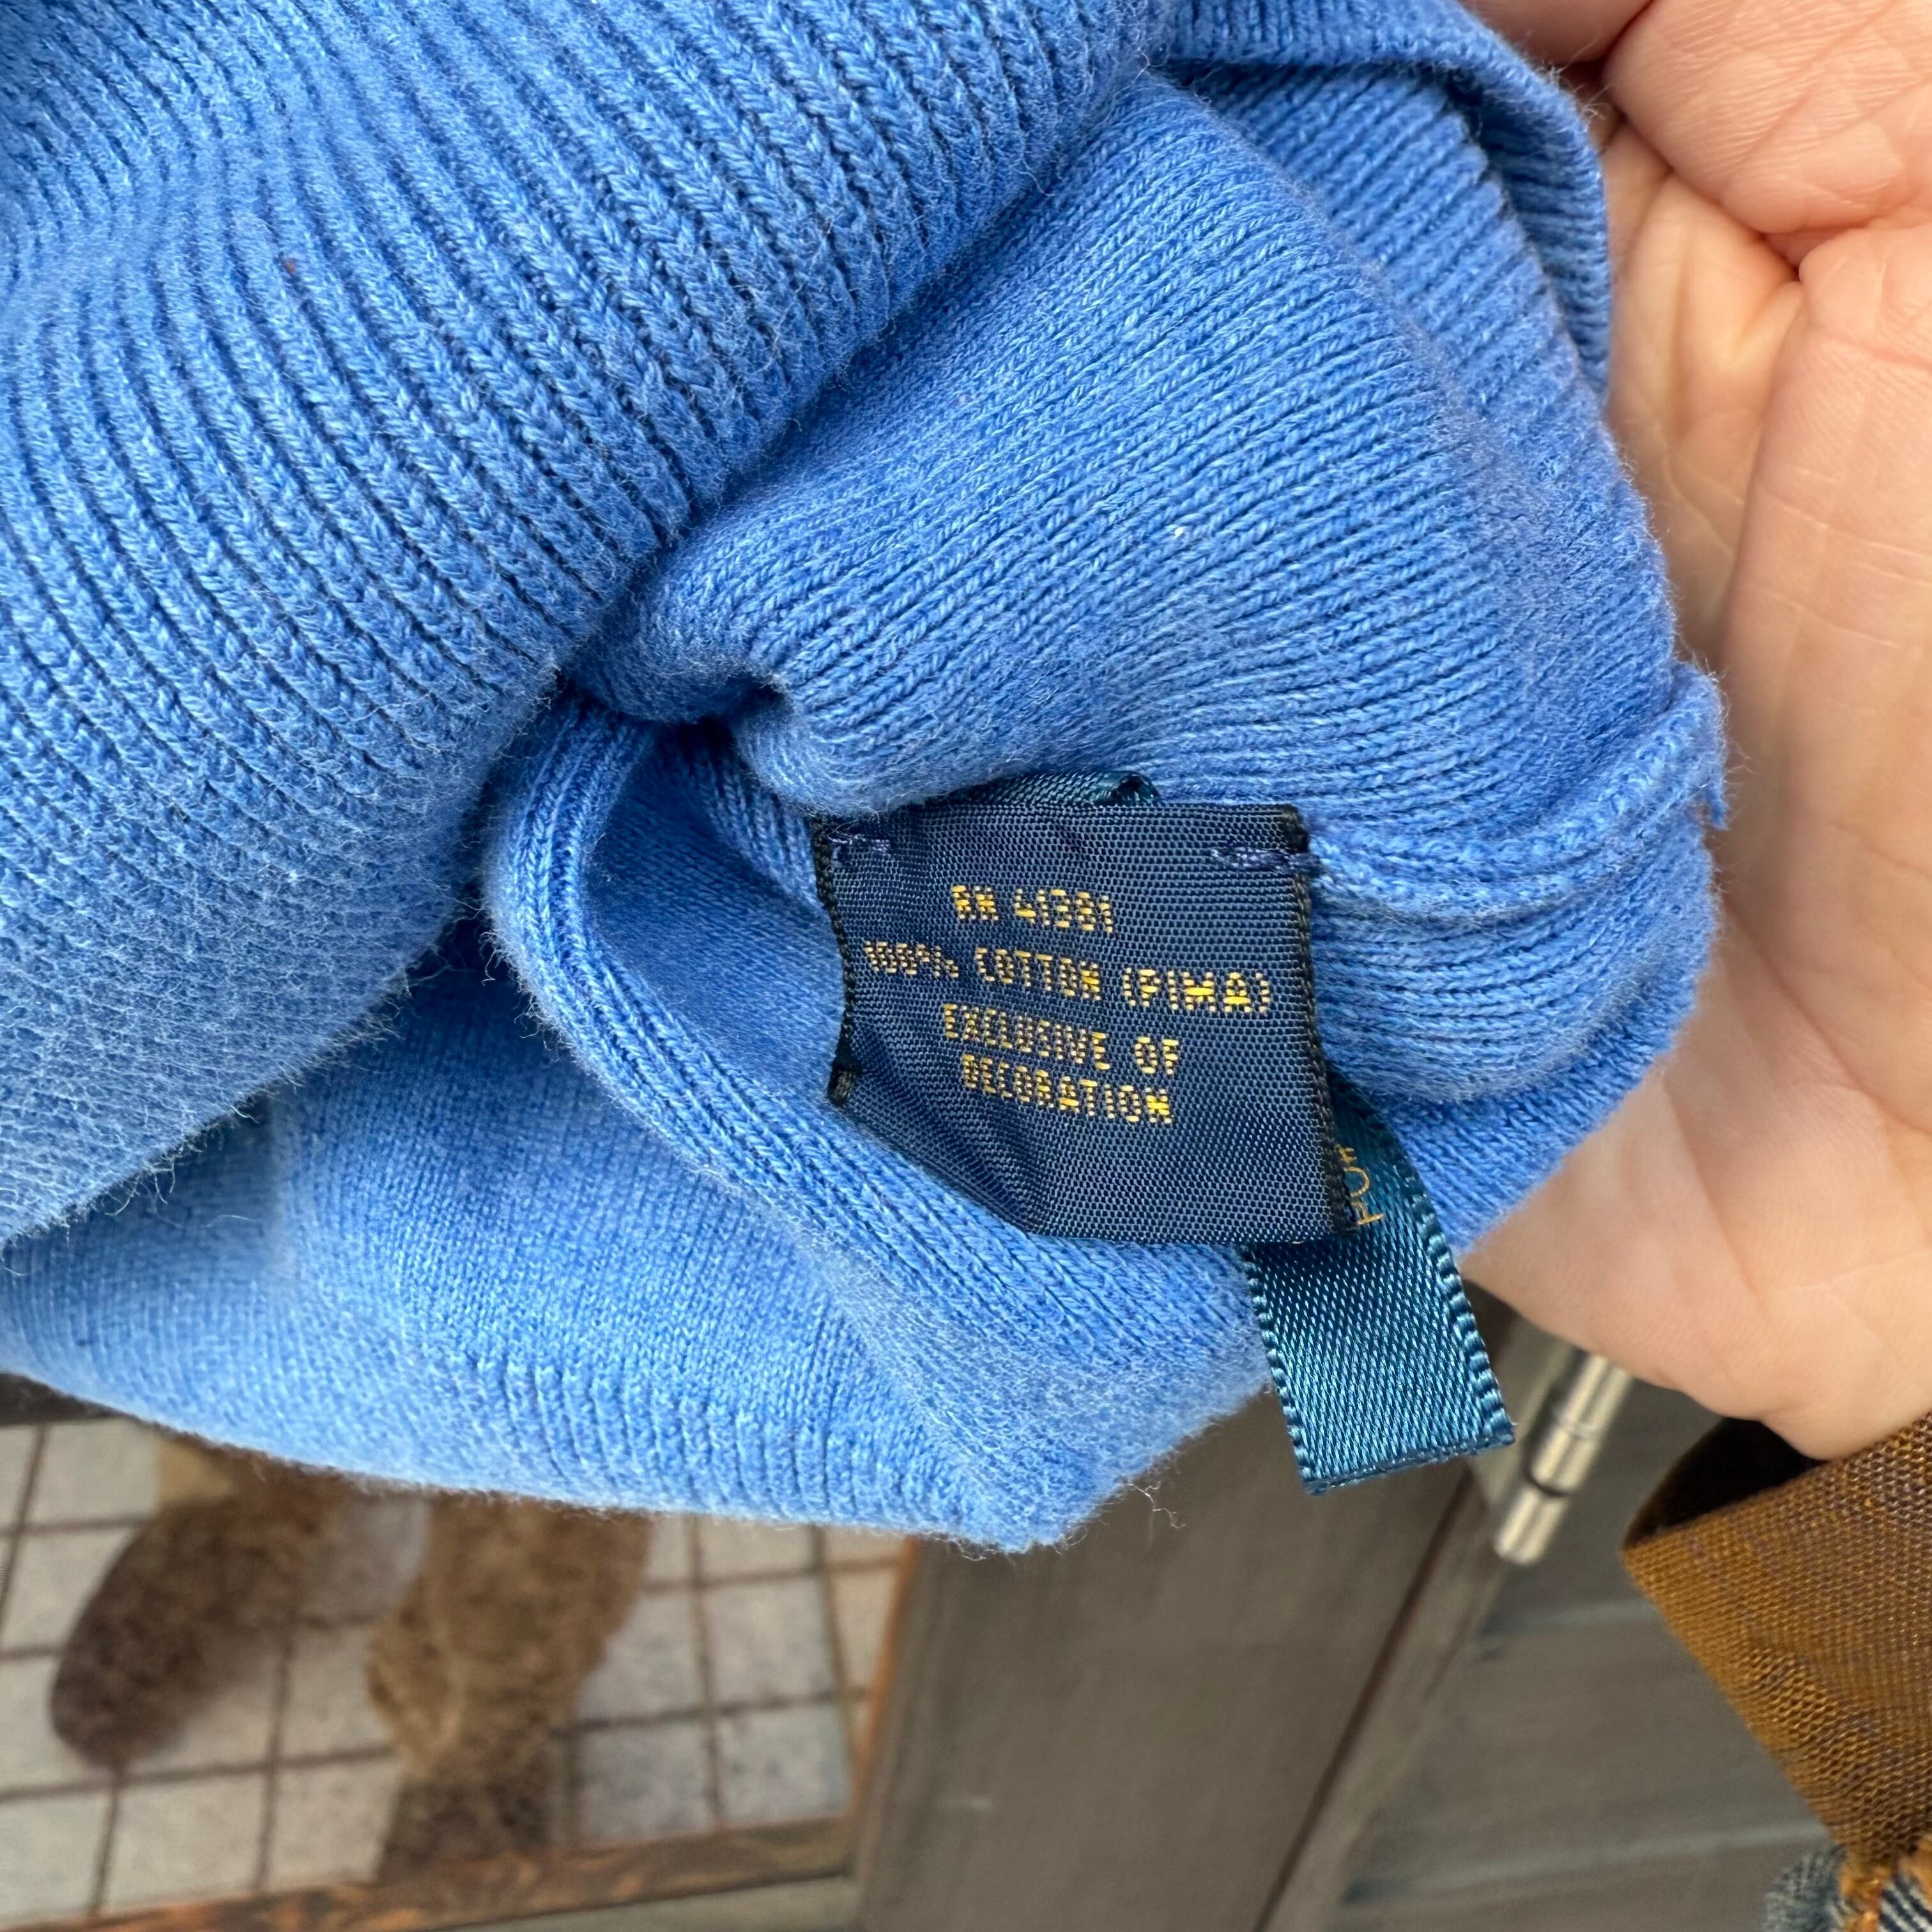 RN 41381
100% COTTON (PIMA)
EXCLUSIVE OF
DECORATION